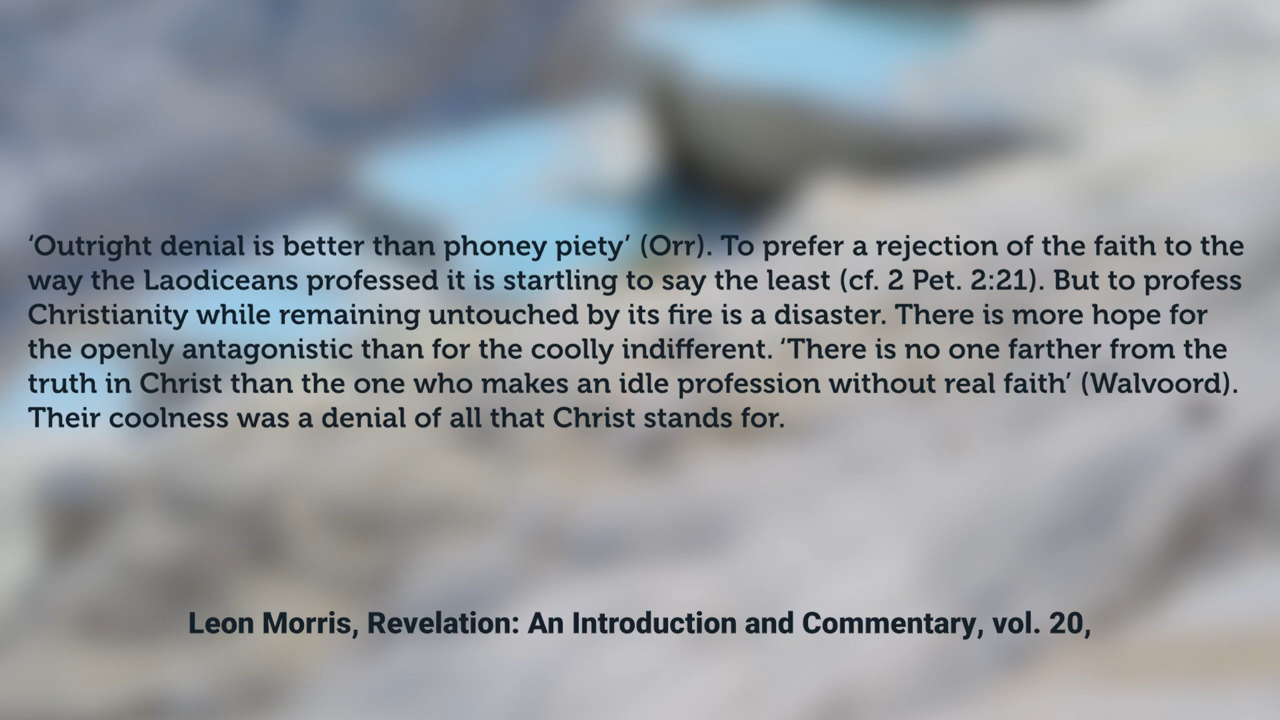 ‘Outright denial is better than phoney piety’ (Orr). To prefer a rejection of the faith to the
way the Laodiceans professed it is startling to say the least (cf. 2 Pet. 2:21). But to profess
Christianity while remaining untouched by its fire is a disaster. There is more hope for
the openly antagonistic than for the coolly indifferent. ‘There is no one farther from the
truth in Christ than the one who makes an idle profession without real faith’ (Walvoord).
Their coolness was a denial of all that Christ stands for.
Leon Morris, Revelation: An Introduction and Commentary, vol. 20,